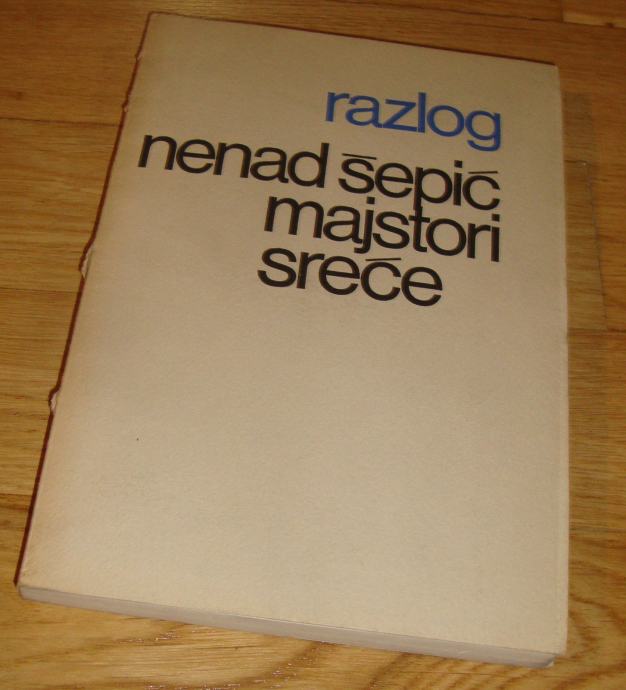 razlog
nenad šepić
majstori
sreće